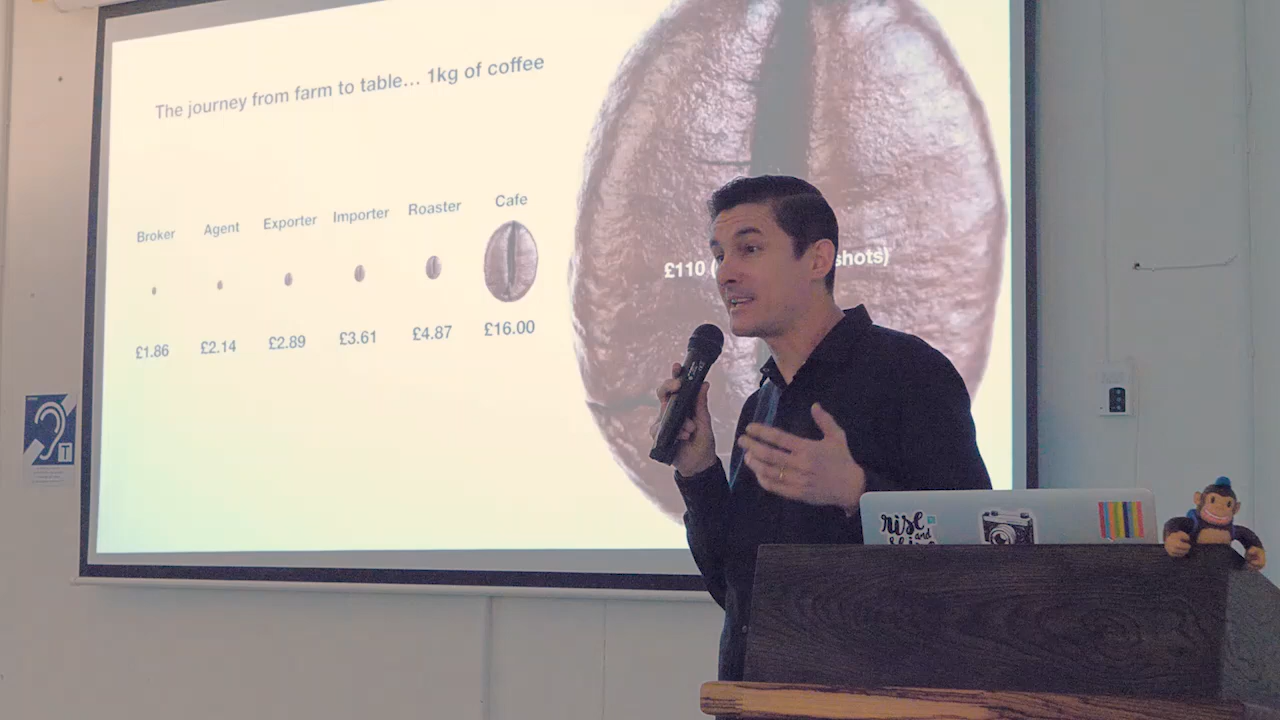 The journey from farm to table... 1kg of coffee
Broker Agent Exporter Importer Roaster Cafe
£1.86 £2.14 £2.89 £3.61 £4.87 £16.00
£110 ( shots)
T
rise
and